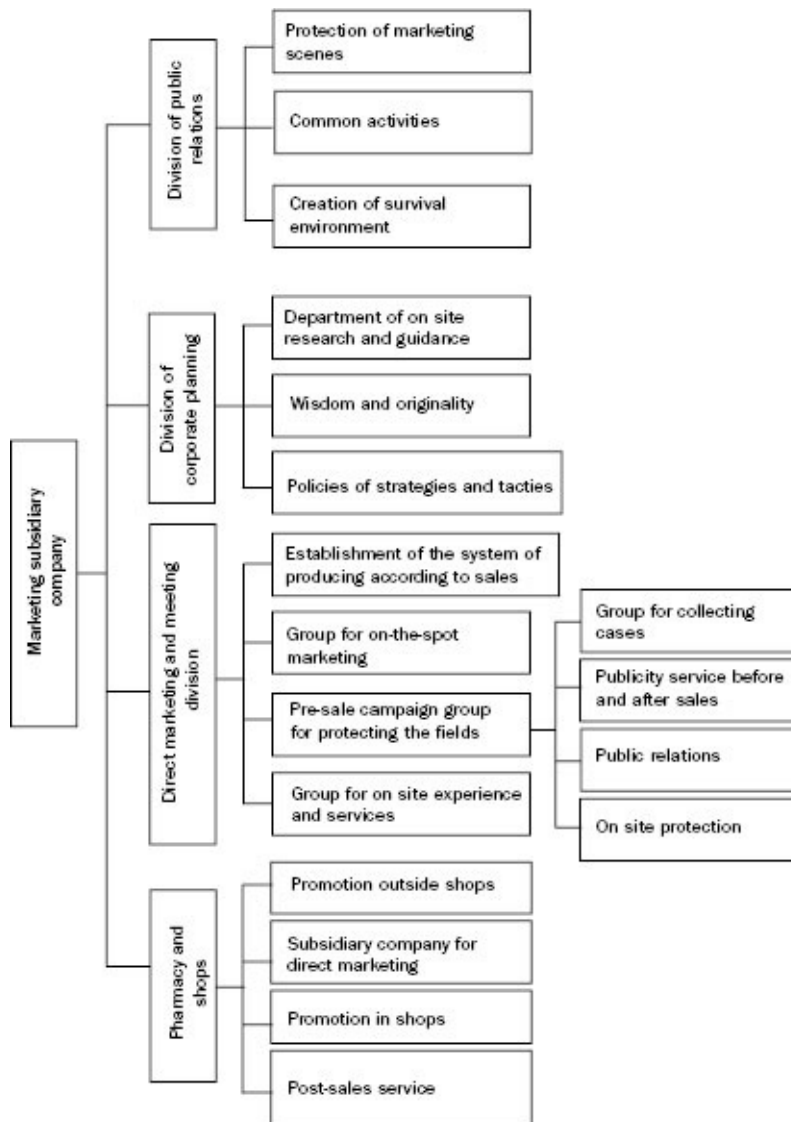 Marketing subsidiary
company
Division of public
relations
Protection of marketing
scenes
Common activities
Creation of survival
environment
Division of
corporate planning
Department of on site
research and guidance
Wisdom and originality
Policies of strategies and tacties
Direct marketing and meeting
division
Establishment of the system of
producing according to sales
Group for on-the-spot
marketing
Pre-sale campaign group
for protecting the fields
Group for on site experience
and services
Group for collecting
cases
Publicity service before
and after sales
Public relations
On site protection
Pharmacy and
shops
Promotion outside shops
Subsidiary company for
direct marketing
Promotion in shops
Post-sales service